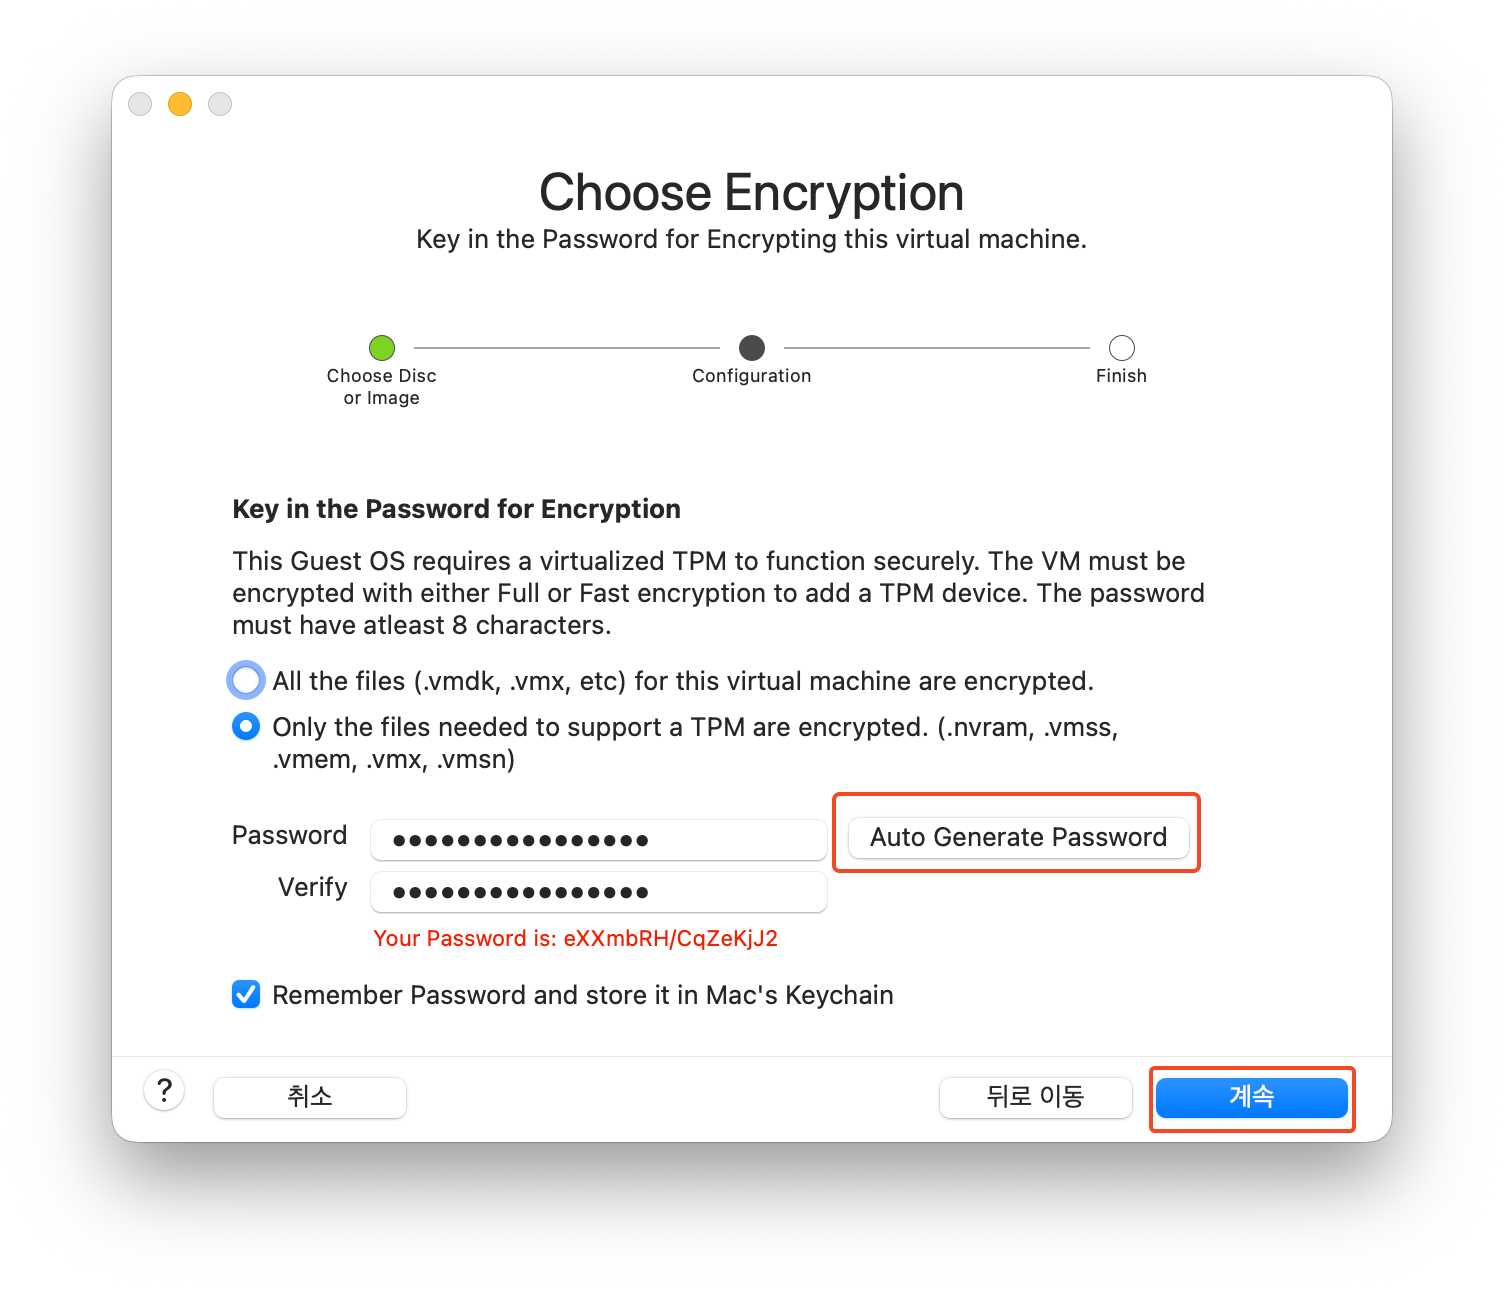 Choose Encryption
Key in the Password for Encrypting this virtual machine.
Choose Disc
or Image
Configuration
Finish
Key in the Password for Encryption
This Guest OS requires a virtualized TPM to function securely. The VM must be
encrypted with either Full or Fast encryption to add a TPM device. The password
must have atleast 8 characters.
All the files (.vmdk, .vmx, etc) for this virtual machine are encrypted.
Only the files needed to support a TPM are encrypted. (.nvram, .vmss,
.vmem, .vmx, .vmsn)
Password ●●●●●●●●●●●●●●●● Auto Generate Password
Verify ●●●●●●●●●●●●●●●●
Your Password is: eXXmbRH/CqZeKjJ2
Remember Password and store it in Mac's Keychain
? 취소 뒤로 이동 계속